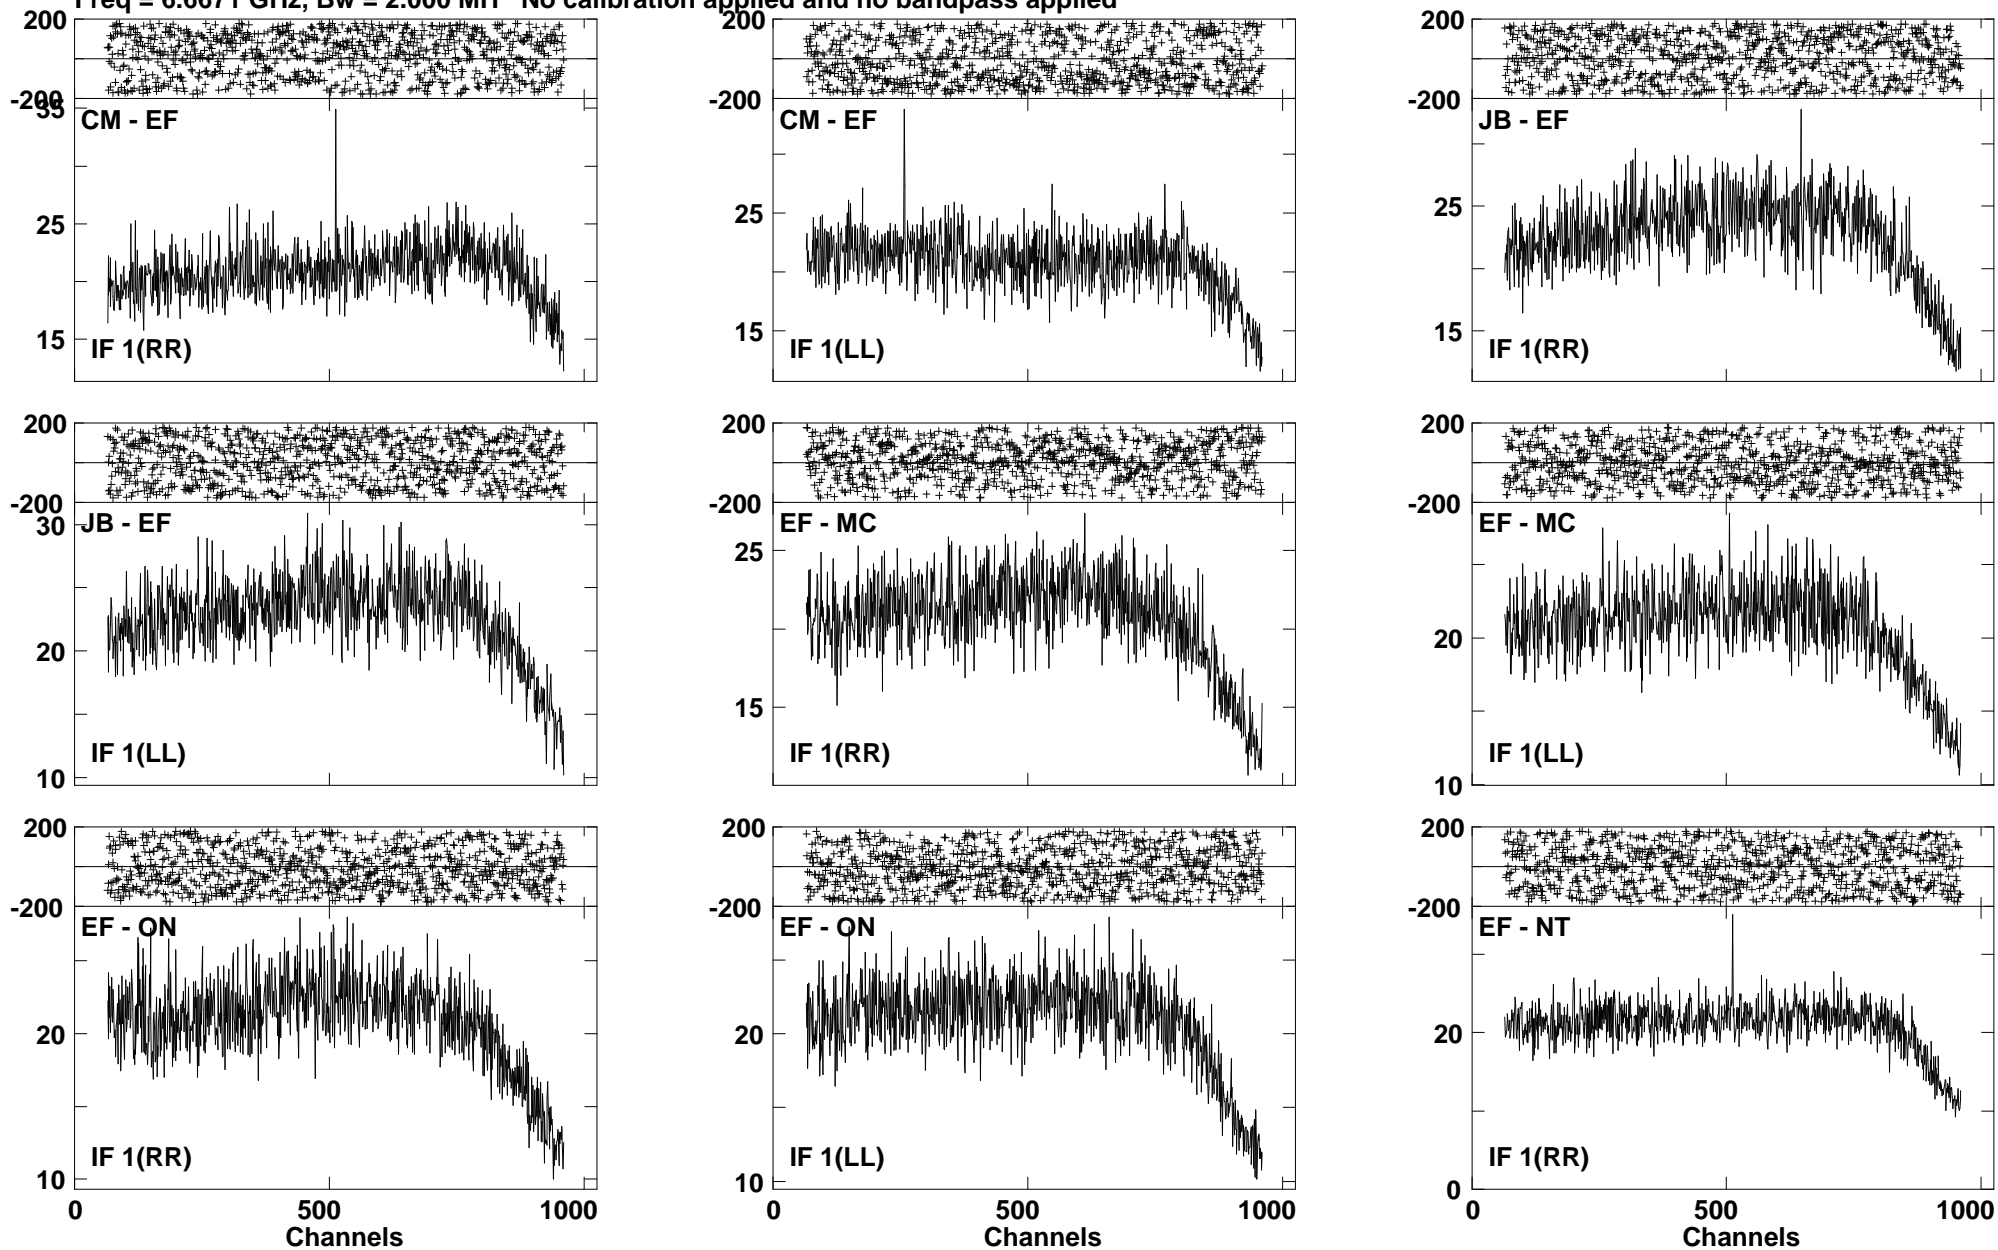 Freq = 6.6671 GHz, Bw = 2.000 No calibration applied and no bandpass applied
200
-200
35
25
15
CM - EF
IF 1(RR)
25
15
CM - EF
IF 1(LL)
200
-200
25
15
JB - EF
IF 1(RR)
200
-200
30
20
10
JB - EF
IF 1(LL)
200
-200
25
15
EF - MC
IF 1(RR)
200
-200
20
10
EF - MC
IF 1(LL)
200
-200
20
10
EF - ON
IF 1(RR)
0 500 1000
Channels
200
-200
20
10
EF - ON
IF 1(LL)
0 500 1000
Channels
200
-200
20
0
EF - NT
IF 1(RR)
0 500 1000
Channels